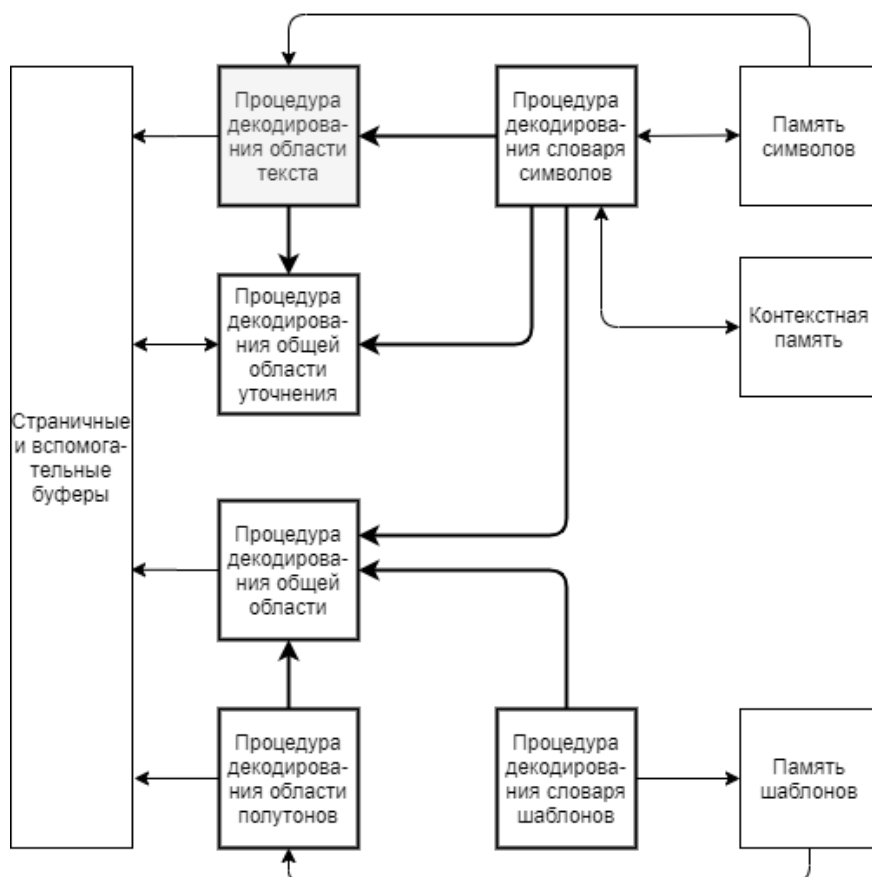 Процедура
декодирова-
ния области
текста
Процедура
декодирова-
ния словаря
символов
Память
символов
Процедура
декодирова-
ния общей
области
уточнения
Контекстная
память
Страничные
и вспомога-
тельные
буферы
Процедура
декодирова-
ния общей
области
Процедура
декодирова-
ния области
полутонов
Процедура
декодирова-
ния словаря
шаблонов
Память
шаблонов